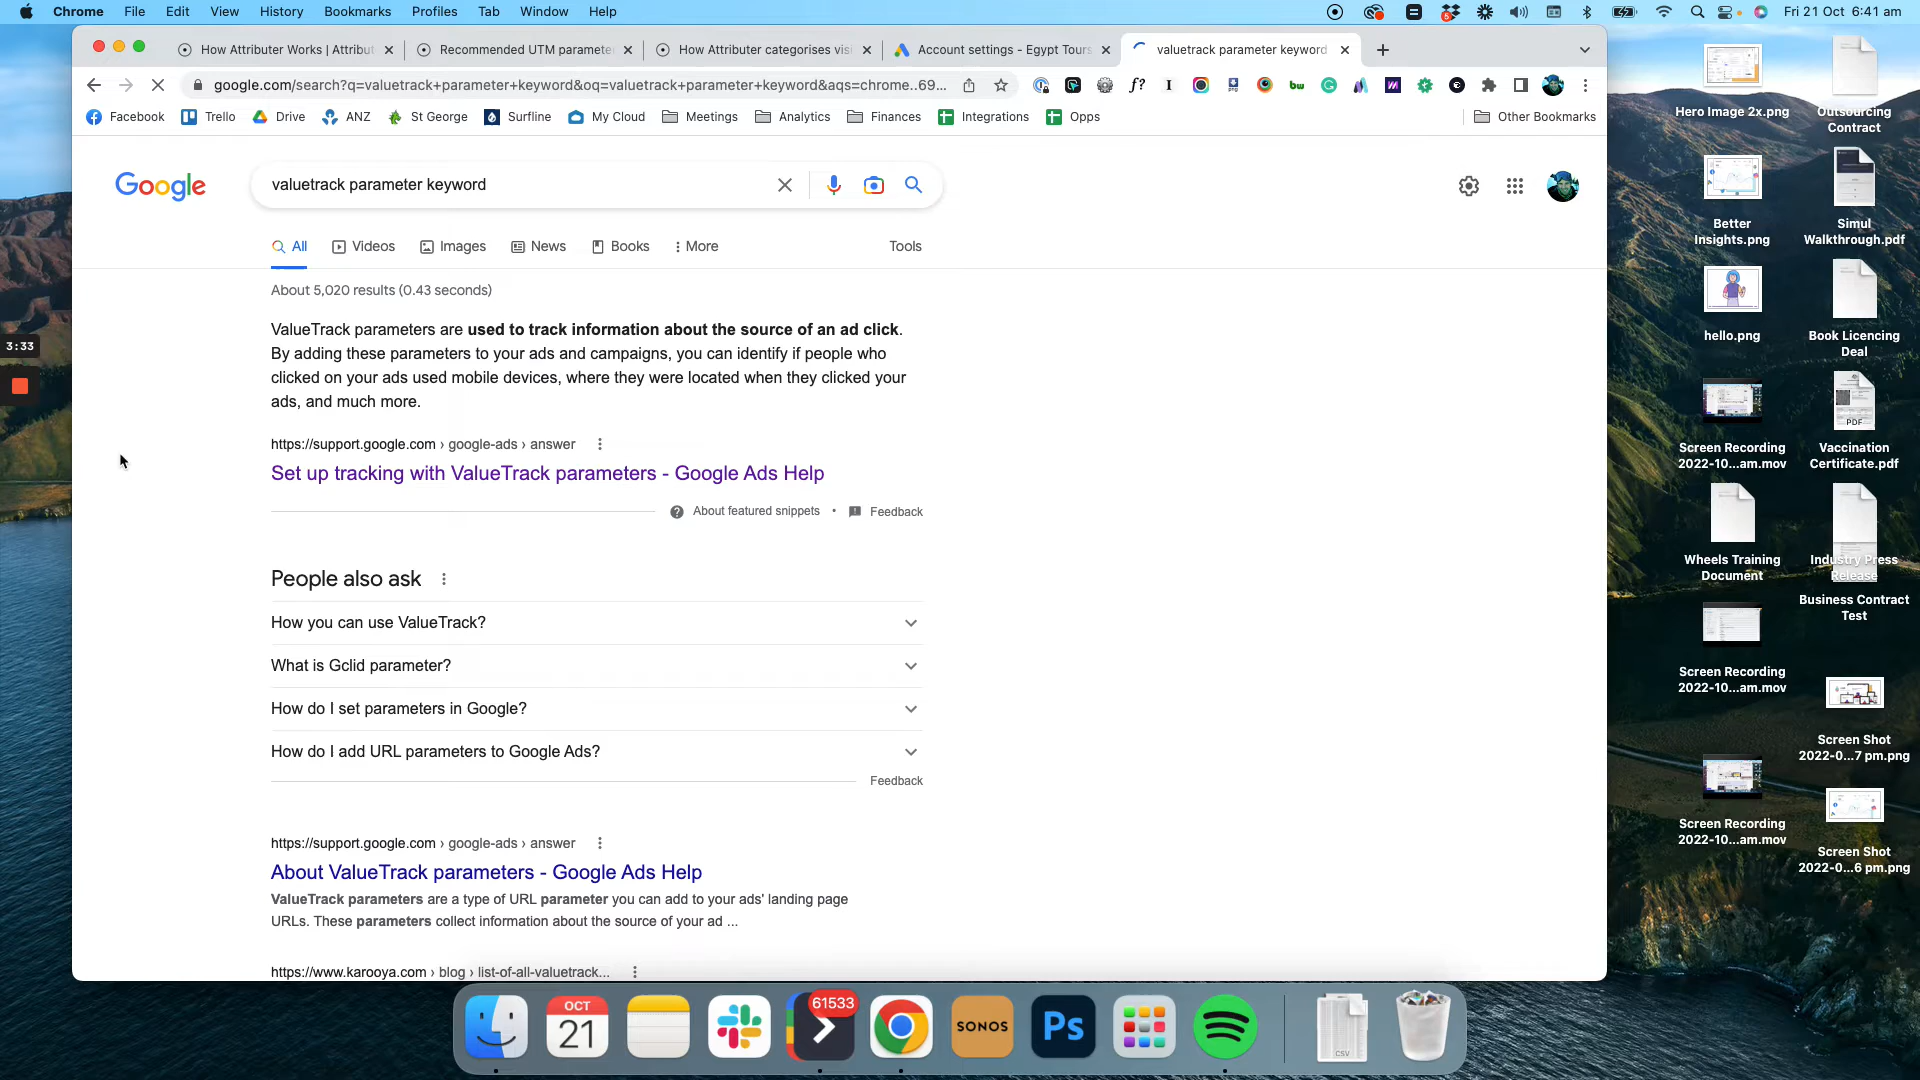 Chrome File Edit View History Bookmarks Profiles Tab Window Help
5
Fri 21 Oct 6:41 am
How Attributer Works | Attribut
Recommended UTM paramete
How Attributer categorises visi
Account settings - Egypt Tours
valuetrack parameter keyword
google.com/search?q=valuetrack+parameter+keyword&oq=valuetrack+parameter+keyword&aqs=chrome..69...
f?
bw
Facebook Trello Drive ANZ St George Surfline My Cloud Meetings Analytics Finances Integrations Opps Other Bookmarks
Google
valuetrack parameter keyword
All Videos Images News Books More Tools
About 5,020 results (0.43 seconds)
ValueTrack parameters are used to track information about the source of an ad click.
By adding these parameters to your ads and campaigns, you can identify if people who
clicked on your ads used mobile devices, where they were located when they clicked your
ads, and much more.
https://support.google.com › google-ads › answer
Set up tracking with ValueTrack parameters - Google Ads Help
About featured snippets • Feedback
People also ask
How you can use ValueTrack?
What is Gclid parameter?
How do I set parameters in Google?
How do I add URL parameters to Google Ads?
Feedback
https://support.google.com › google-ads › answer
About ValueTrack parameters - Google Ads Help
ValueTrack parameters are a type of URL parameter you can add to your ads' landing page
URLs. These parameters collect information about the source of your ad ...
https://www.karooya.com › blog › list-of-all-valuetrack...
3:33
Hero Image 2x.png
Outsourcing
Contract
Better
Insights.png
Simul
Walkthrough.pdf
hello.png
Book Licencing
Deal
Screen Recording
2022-10...am.mov
PDF
Vaccination
Certificate.pdf
Wheels Training
Document
Industry Press
Release
Business Contract
Test
Screen Recording
2022-10...am.mov
Screen Shot
2022-0...7 pm.png
Screen Recording
2022-10...am.mov
Screen Shot
2022-0...6 pm.png
OCT
21
61533
SONOS
Ps
CSV